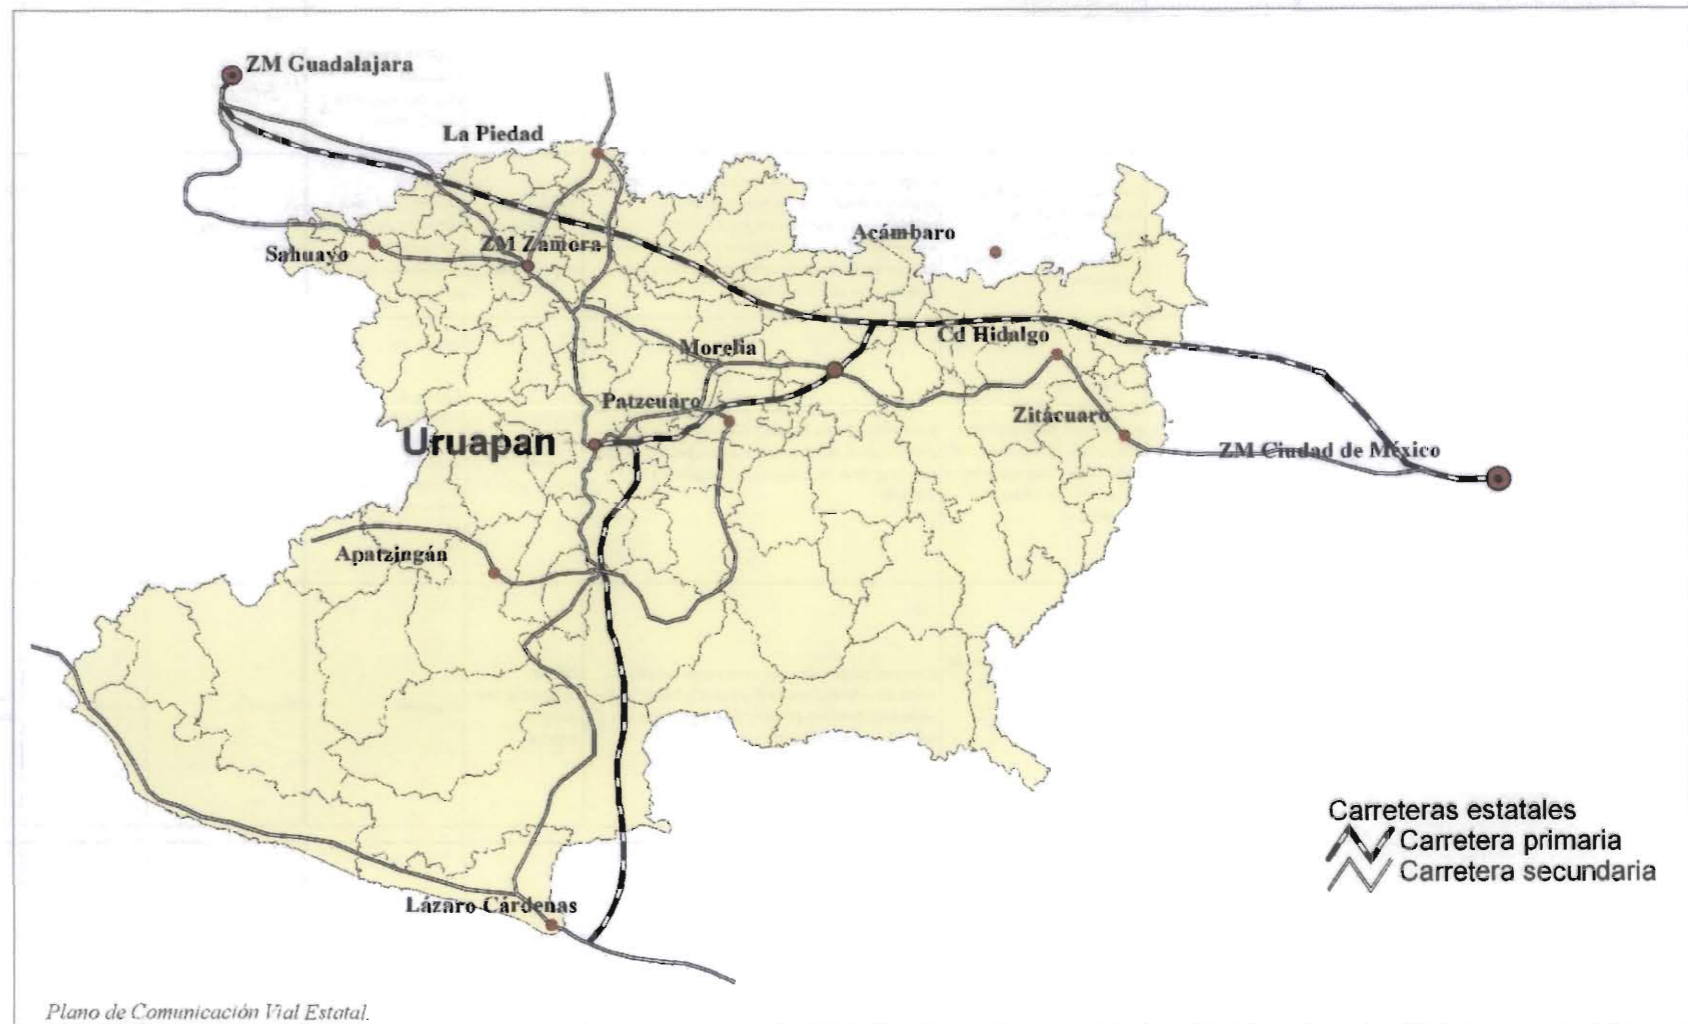 ZM Guadalajara
La Piedad
Acámbaro
ZM Zamora
Sahuayo
Cd Hidalgo
Morelia
Patzcuaro
Zitácuaro
Uruapan
ZM Ciudad de México
Apatzingán
Carreteras estatales
Carretera primaria
Carretera secundaria
Lázaro Cárdenas
Plano de Comunicación Vial Estatal.